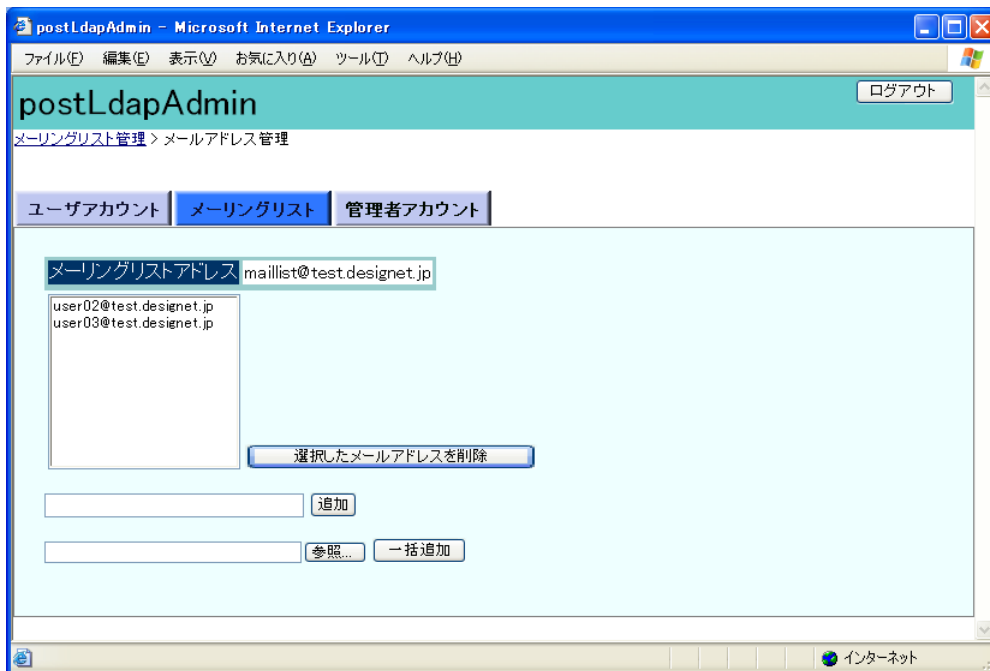 postLdapAdmin - Microsoft Internet Explorer
ファイル(F) 編集(E) 表示(V) お気に入り(A) ツール(T) ヘルプ(H)
postLdapAdmin
ログアウト
メーリングリスト管理 > メールアドレス管理
ユーザアカウント メーリングリスト 管理者アカウント
メーリングリストアドレス maillist@test.designet.jp
user02@test.designet.jp
user03@test.designet.jp
選択したメールアドレスを削除
追加
参照... 一括追加
インターネット